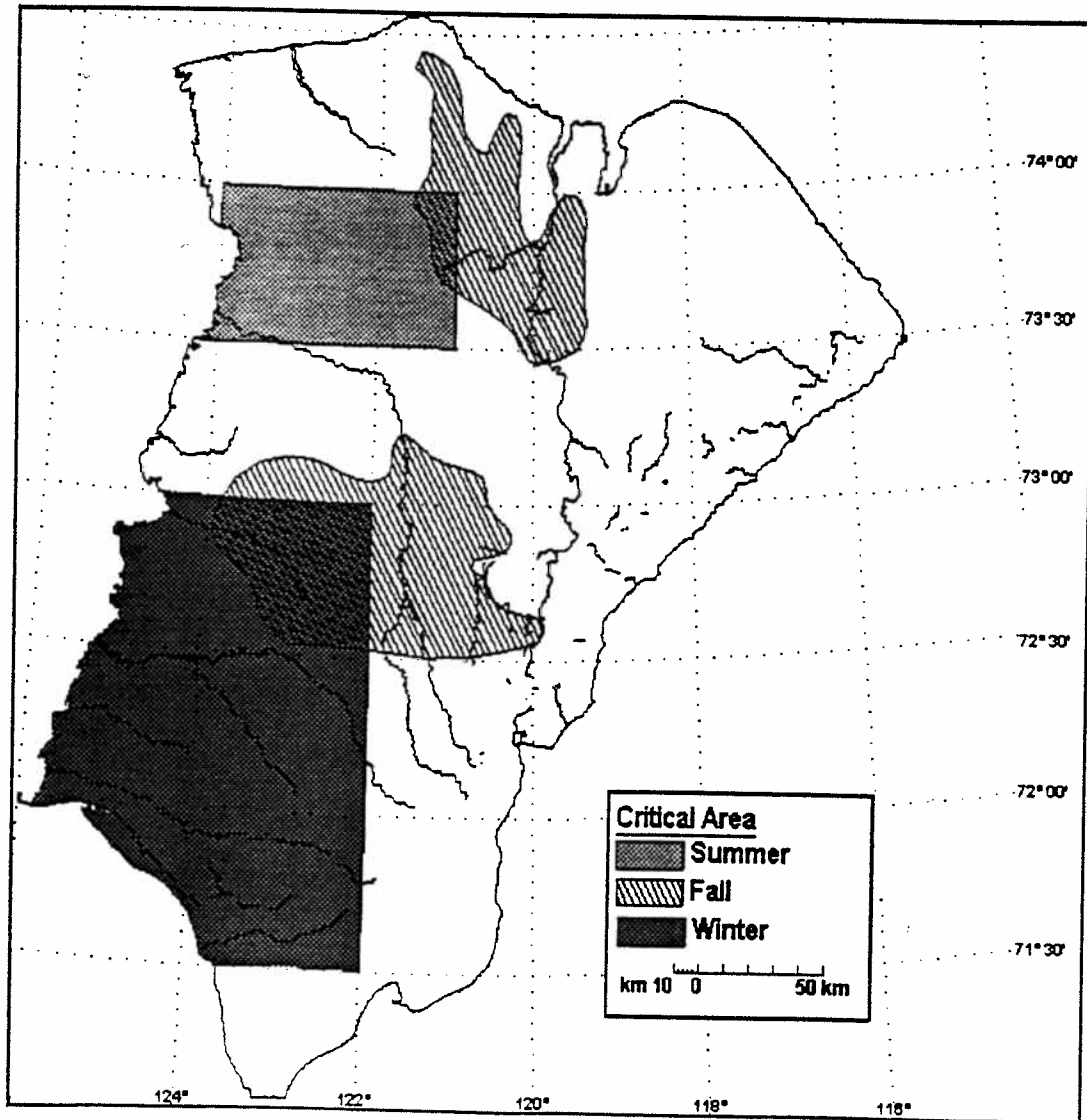 74° 00'
73° 30'
73° 00'
72° 30'
72° 00'
71° 30'
Critical Area
Summer
Fall
Winter
km 10 0 50 km
124° 122° 120° 118° 116°